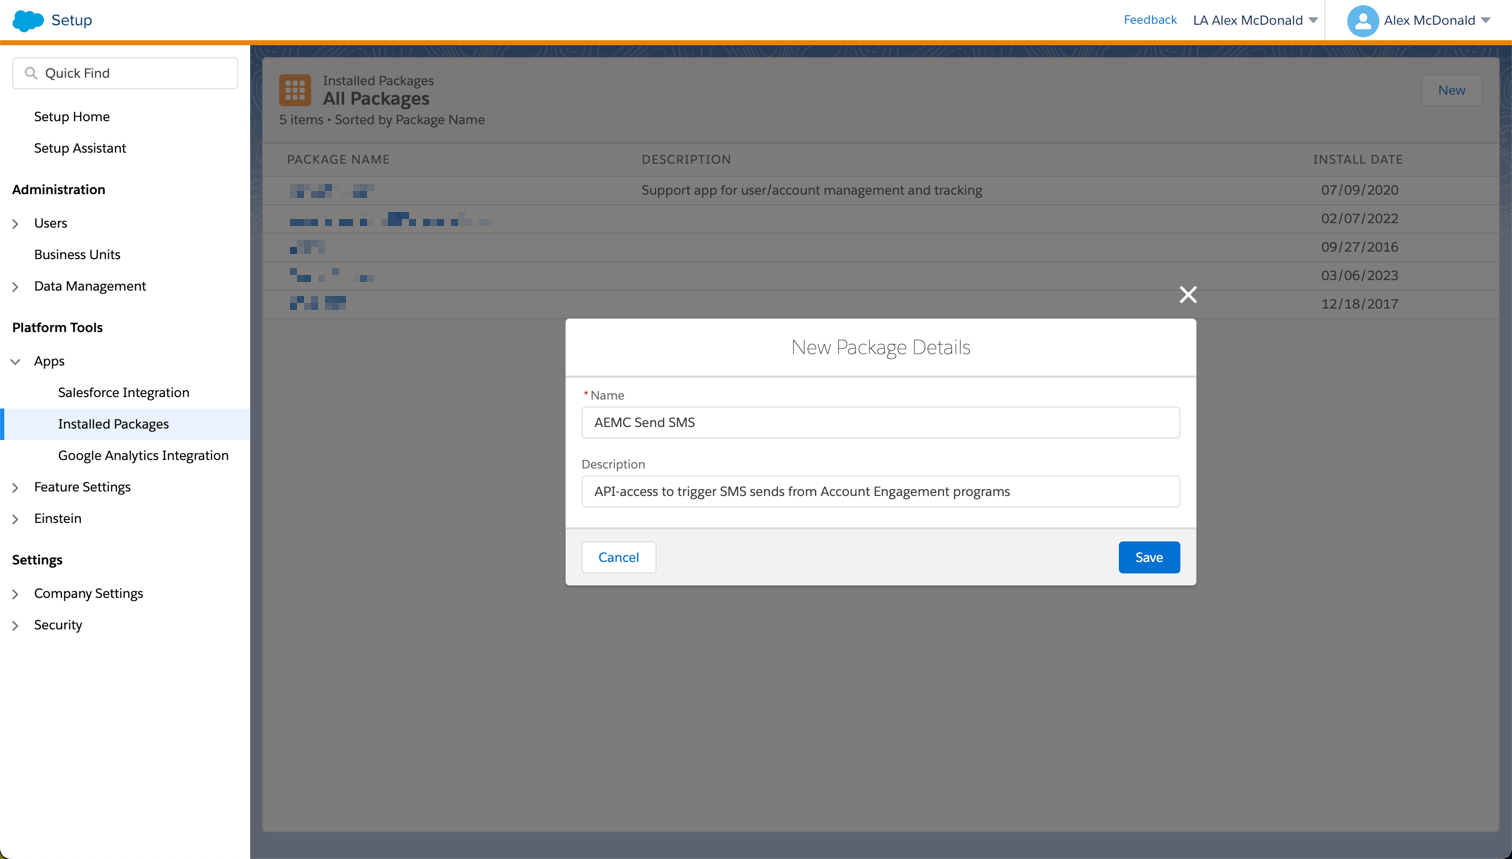 Setup
Feedback
LA Alex McDonald
Alex McDonald
Quick Find
Setup Home
Setup Assistant
Administration
Users
Business Units
Data Management
Platform Tools
Apps
Salesforce Integration
Installed Packages
Google Analytics Integration
Feature Settings
Einstein
Settings
Company Settings
Security
Installed Packages
All Packages
5 items • Sorted by Package Name
New
PACKAGE NAME DESCRIPTION INSTALL DATE
Support app for user/account management and tracking 07/09/2020
02/07/2022
09/27/2016
03/06/2023
12/18/2017
New Package Details
* Name
AEMC Send SMS
Description
API-access to trigger SMS sends from Account Engagement programs
Cancel
Save